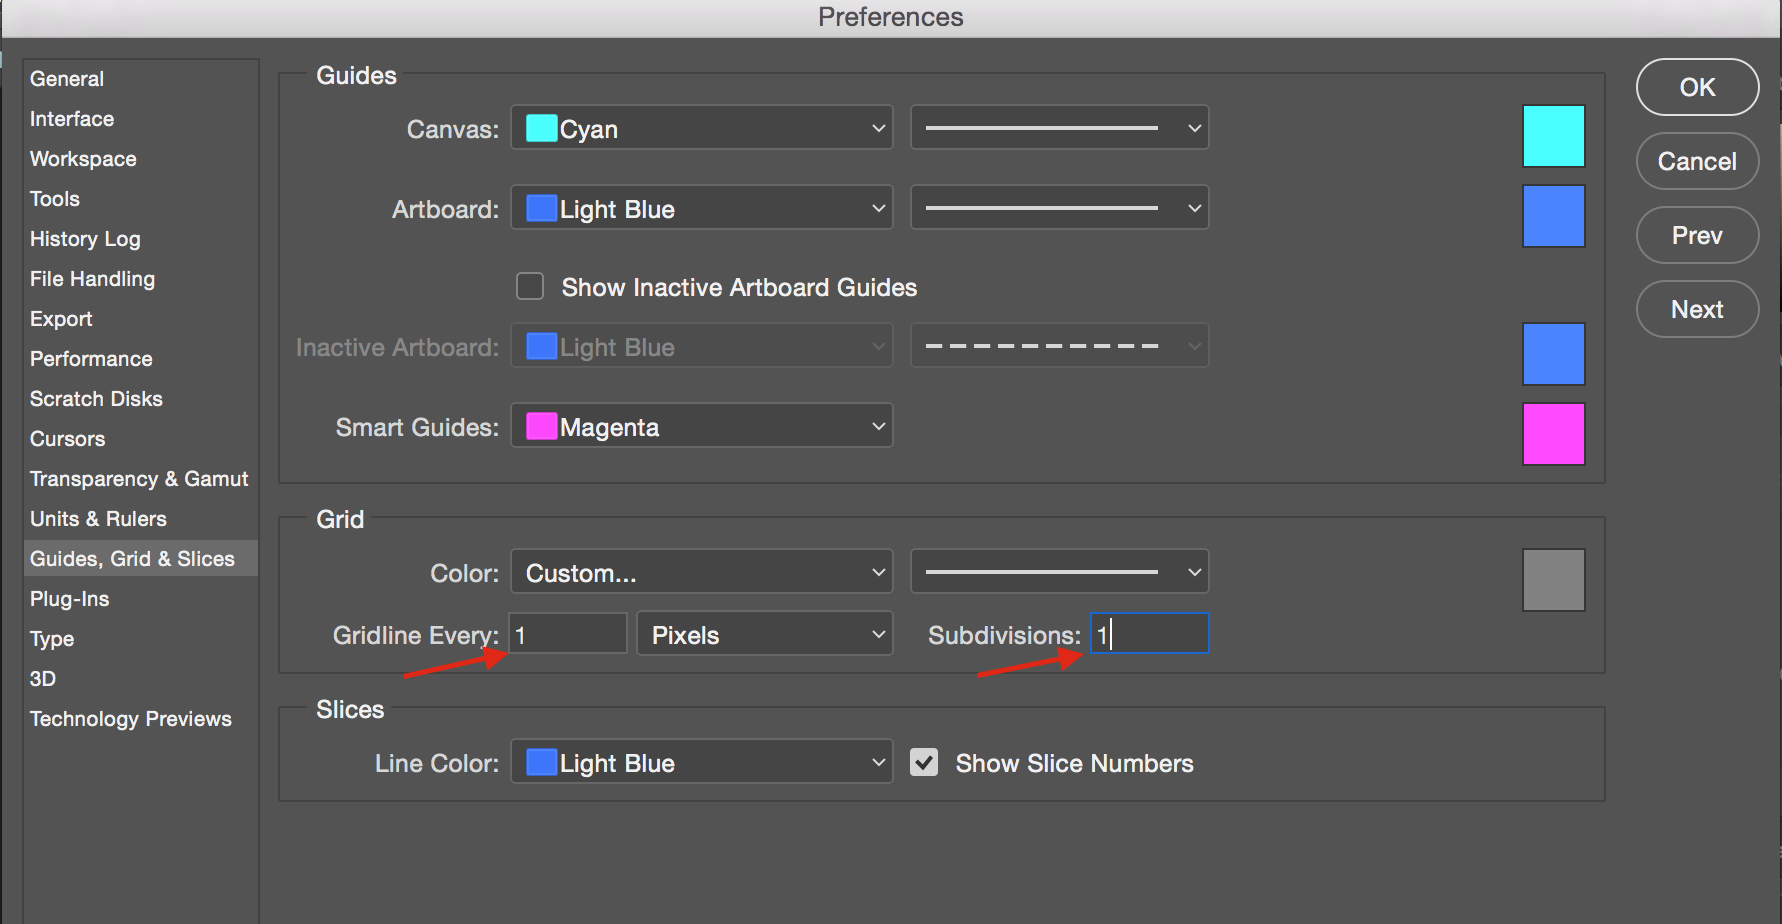 Preferences
General
Interface
Workspace
Tools
History Log
File Handling
Export
Performance
Scratch Disks
Cursors
Transparency & Gamut
Units & Rulers
Guides, Grid & Slices
Plug-Ins
Type
3D
Technology Previews
Guides
Canvas: Cyan
Artboard: Light Blue
Show Inactive Artboard Guides
Inactive Artboard: Light Blue
Smart Guides: Magenta
Grid
Color: Custom...
Gridline Every: 1 Pixels Subdivisions: 1
Slices
Line Color: Light Blue Show Slice Numbers
OK
Cancel
Prev
Next